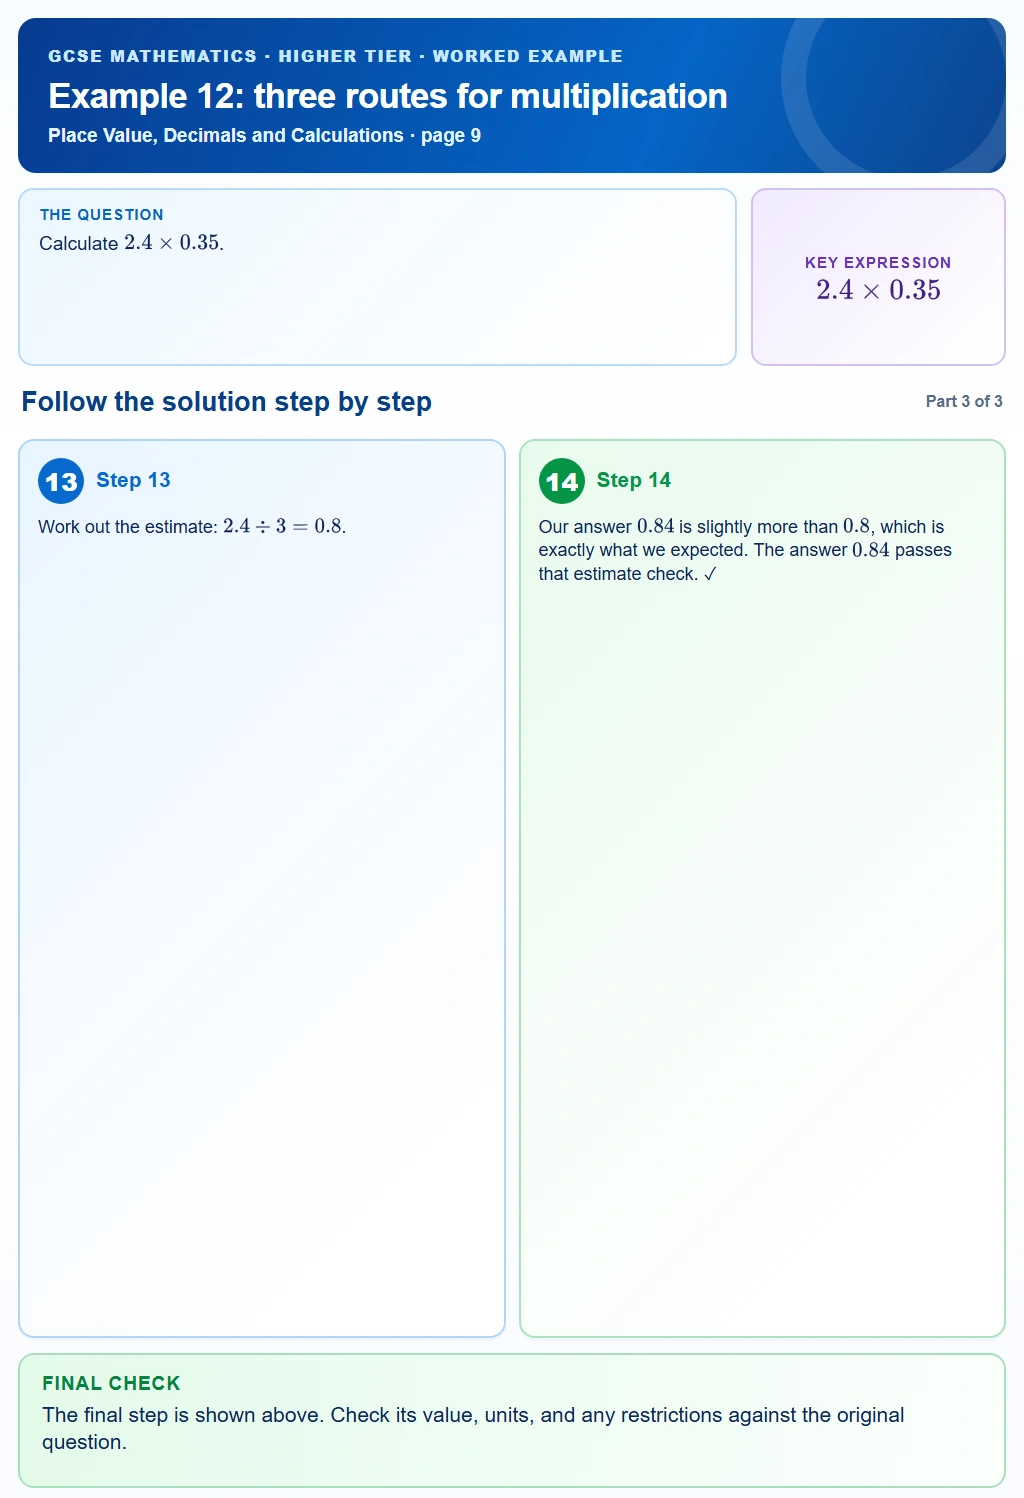 GCSE MATHEMATICS · HIGHER TIER · WORKED EXAMPLE
Example 12: three routes for multiplication
Place Value, Decimals and Calculations · page 9
THE QUESTION
Calculate 2.4 × 0.35.
KEY EXPRESSION
2.4 × 0.35
Follow the solution step by step
Part 3 of 3
13 Step 13
Work out the estimate: 2.4 ÷ 3 = 0.8.
14 Step 14
Our answer 0.84 is slightly more than 0.8, which is
exactly what we expected. The answer 0.84 passes
that estimate check. ✓
FINAL CHECK
The final step is shown above. Check its value, units, and any restrictions against the original
question.